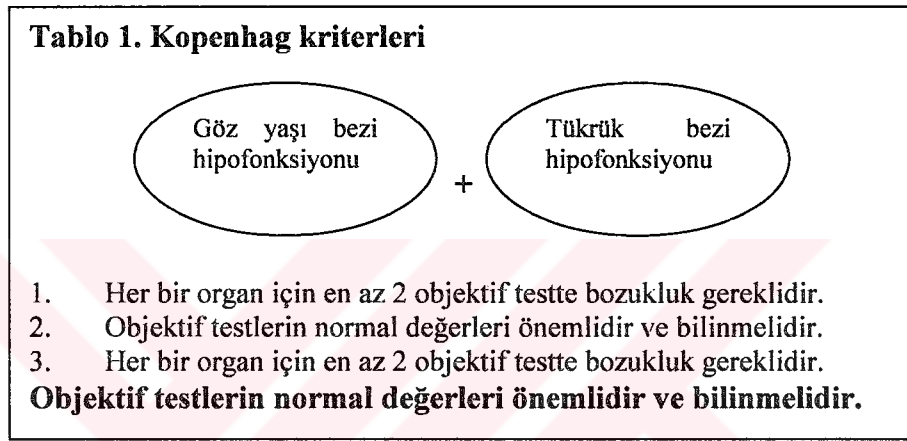 Tablo 1. Kopenhag kriterleri
Göz yaşı bezi
hipofonksiyonu
+
Tükrük bezi
hipofonksiyonu
1. Her bir organ için en az 2 objektif testte bozukluk gereklidir.
2. Objektif testlerin normal değerleri önemlidir ve bilinmelidir.
3. Her bir organ için en az 2 objektif testte bozukluk gereklidir.
Objektif testlerin normal değerleri önemlidir ve bilinmelidir.